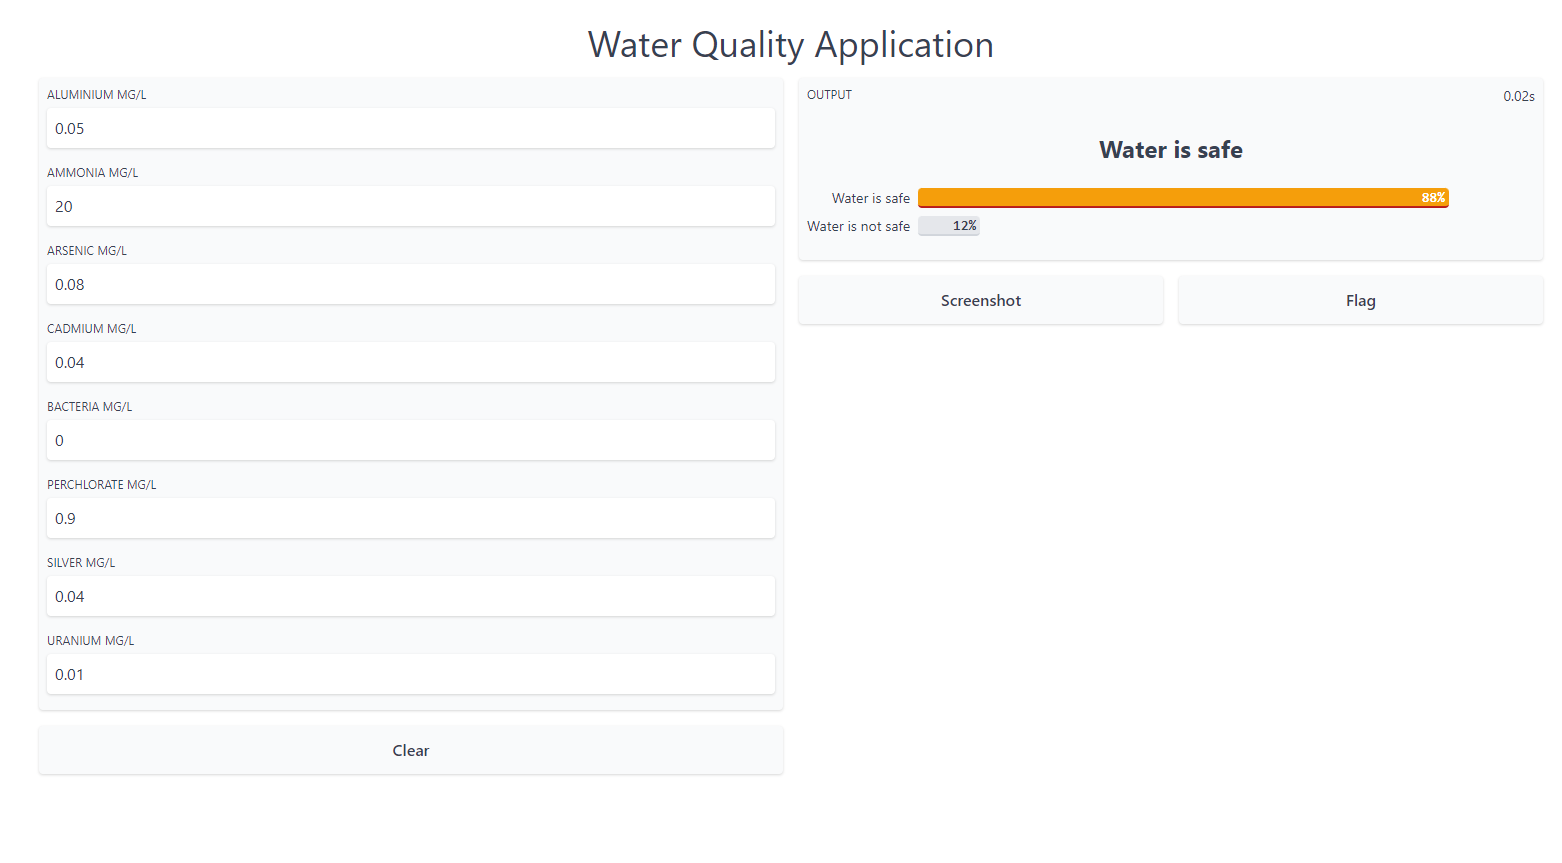 Water Quality Application
ALUMINIUM MG/L
0.05
AMMONIA MG/L
20
ARSENIC MG/L
0.08
CADMIUM MG/L
0.04
BACTERIA MG/L
0
PERCHLORATE MG/L
0.9
SILVER MG/L
0.04
URANIUM MG/L
0.01
Clear
OUTPUT 0.02s
Water is safe
Water is safe 88%
Water is not safe 12%
Screenshot Flag